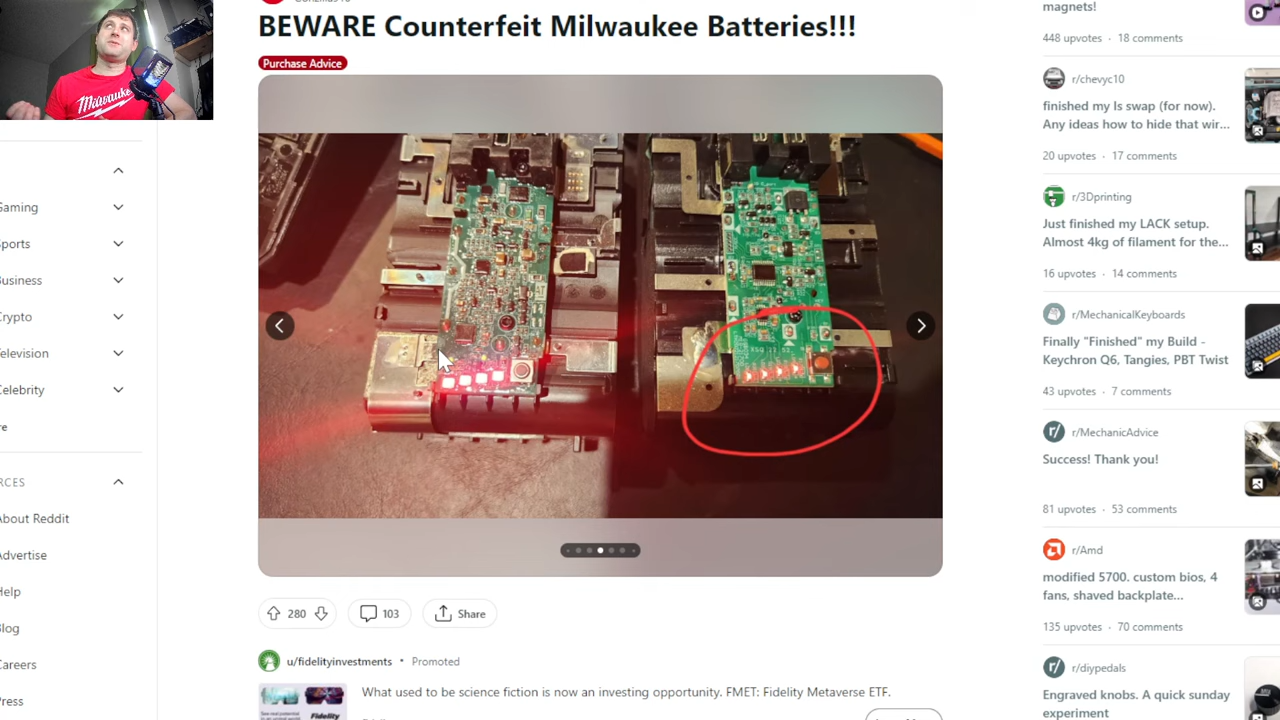 BEWARE Counterfeit Milwaukee Batteries!!!
Purchase Advice
Milwaukee
Gaming
Sports
Business
Crypto
Television
Celebrity
About Reddit
Advertise
Help
Blog
Careers
Press
280
103
Share
u/fidelityinvestments • Promoted
What used to be science fiction is now an investing opportunity. FMET: Fidelity Metaverse ETF.
Fidelity
magnets!
448 upvotes · 18 comments
r/chevyc10
finished my ls swap (for now).
Any ideas how to hide that wir...
20 upvotes · 17 comments
r/3Dprinting
Just finished my LACK setup.
Almost 4kg of filament for the...
16 upvotes · 14 comments
r/MechanicalKeyboards
Finally "Finished" my Build -
Keychron Q6, Tangies, PBT Twist
43 upvotes · 7 comments
r/MechanicAdvice
Success! Thank you!
81 upvotes · 53 comments
r/Amd
modified 5700. custom bios, 4
fans, shaved backplate...
135 upvotes · 70 comments
r/diypedals
Engraved knobs. A quick sunday
experiment